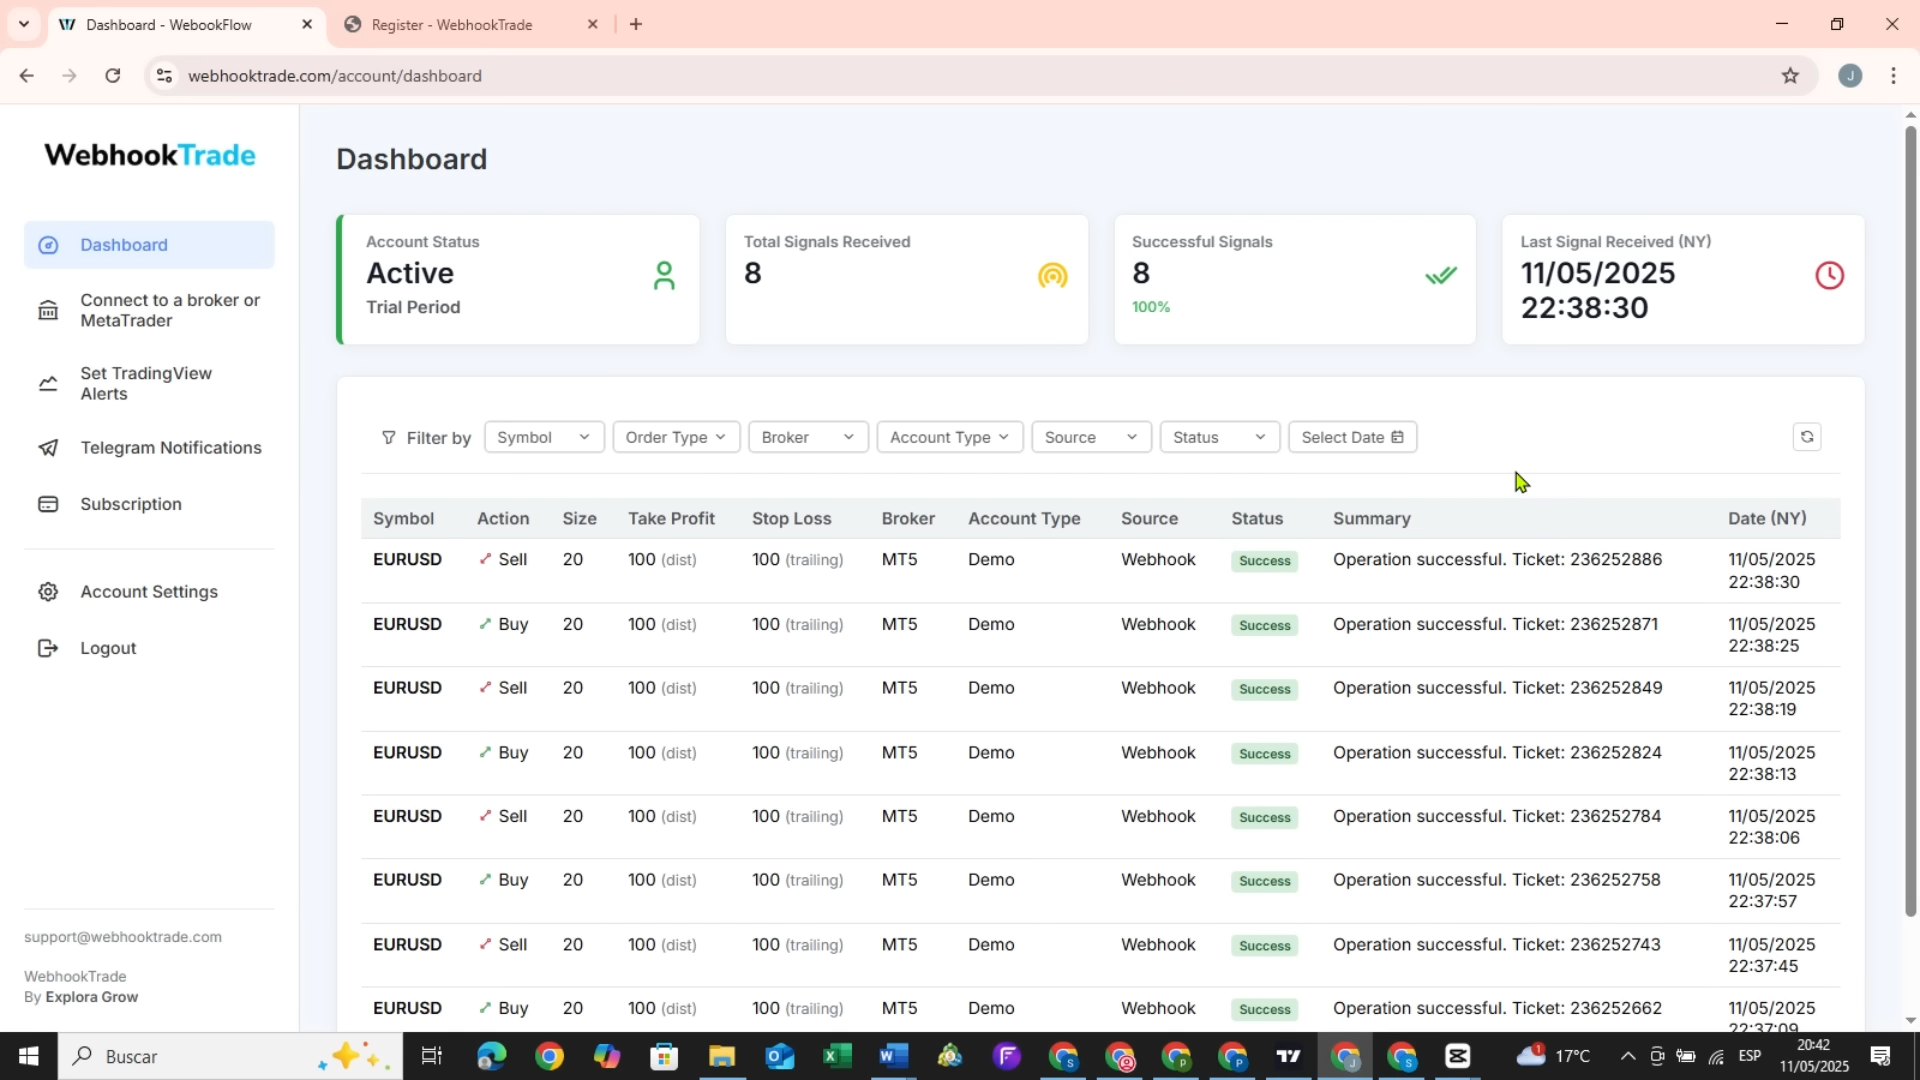 Dashboard - WebookFlow
Register - WebhookTrade
webhooktrade.com/account/dashboard
J
WebhookTrade
Dashboard
Connect to a broker or
MetaTrader
Set TradingView
Alerts
Telegram Notifications
Subscription
Account Settings
Logout
support@webhooktrade.com
WebhookTrade
By Explora Grow
Dashboard
Account Status
Active
Trial Period
Total Signals Received
8
Successful Signals
8
100%
Last Signal Received (NY)
11/05/2025
22:38:30
Filter by Symbol Order Type Broker Account Type Source Status Select Date
Symbol Action Size Take Profit Stop Loss Broker Account Type Source Status Summary Date (NY)
EURUSD Sell 20 100 (dist) 100 (trailing) MT5 Demo Webhook Success Operation successful. Ticket: 236252886 11/05/2025
22:38:30
EURUSD Buy 20 100 (dist) 100 (trailing) MT5 Demo Webhook Success Operation successful. Ticket: 236252871 11/05/2025
22:38:25
EURUSD Sell 20 100 (dist) 100 (trailing) MT5 Demo Webhook Success Operation successful. Ticket: 236252849 11/05/2025
22:38:19
EURUSD Buy 20 100 (dist) 100 (trailing) MT5 Demo Webhook Success Operation successful. Ticket: 236252824 11/05/2025
22:38:13
EURUSD Sell 20 100 (dist) 100 (trailing) MT5 Demo Webhook Success Operation successful. Ticket: 236252784 11/05/2025
22:38:06
EURUSD Buy 20 100 (dist) 100 (trailing) MT5 Demo Webhook Success Operation successful. Ticket: 236252758 11/05/2025
22:37:57
EURUSD Sell 20 100 (dist) 100 (trailing) MT5 Demo Webhook Success Operation successful. Ticket: 236252743 11/05/2025
22:37:45
EURUSD Buy 20 100 (dist) 100 (trailing) MT5 Demo Webhook Success Operation successful. Ticket: 236252662 11/05/2025
22:37:09
Buscar
17°C
ESP
20:42
11/05/2025